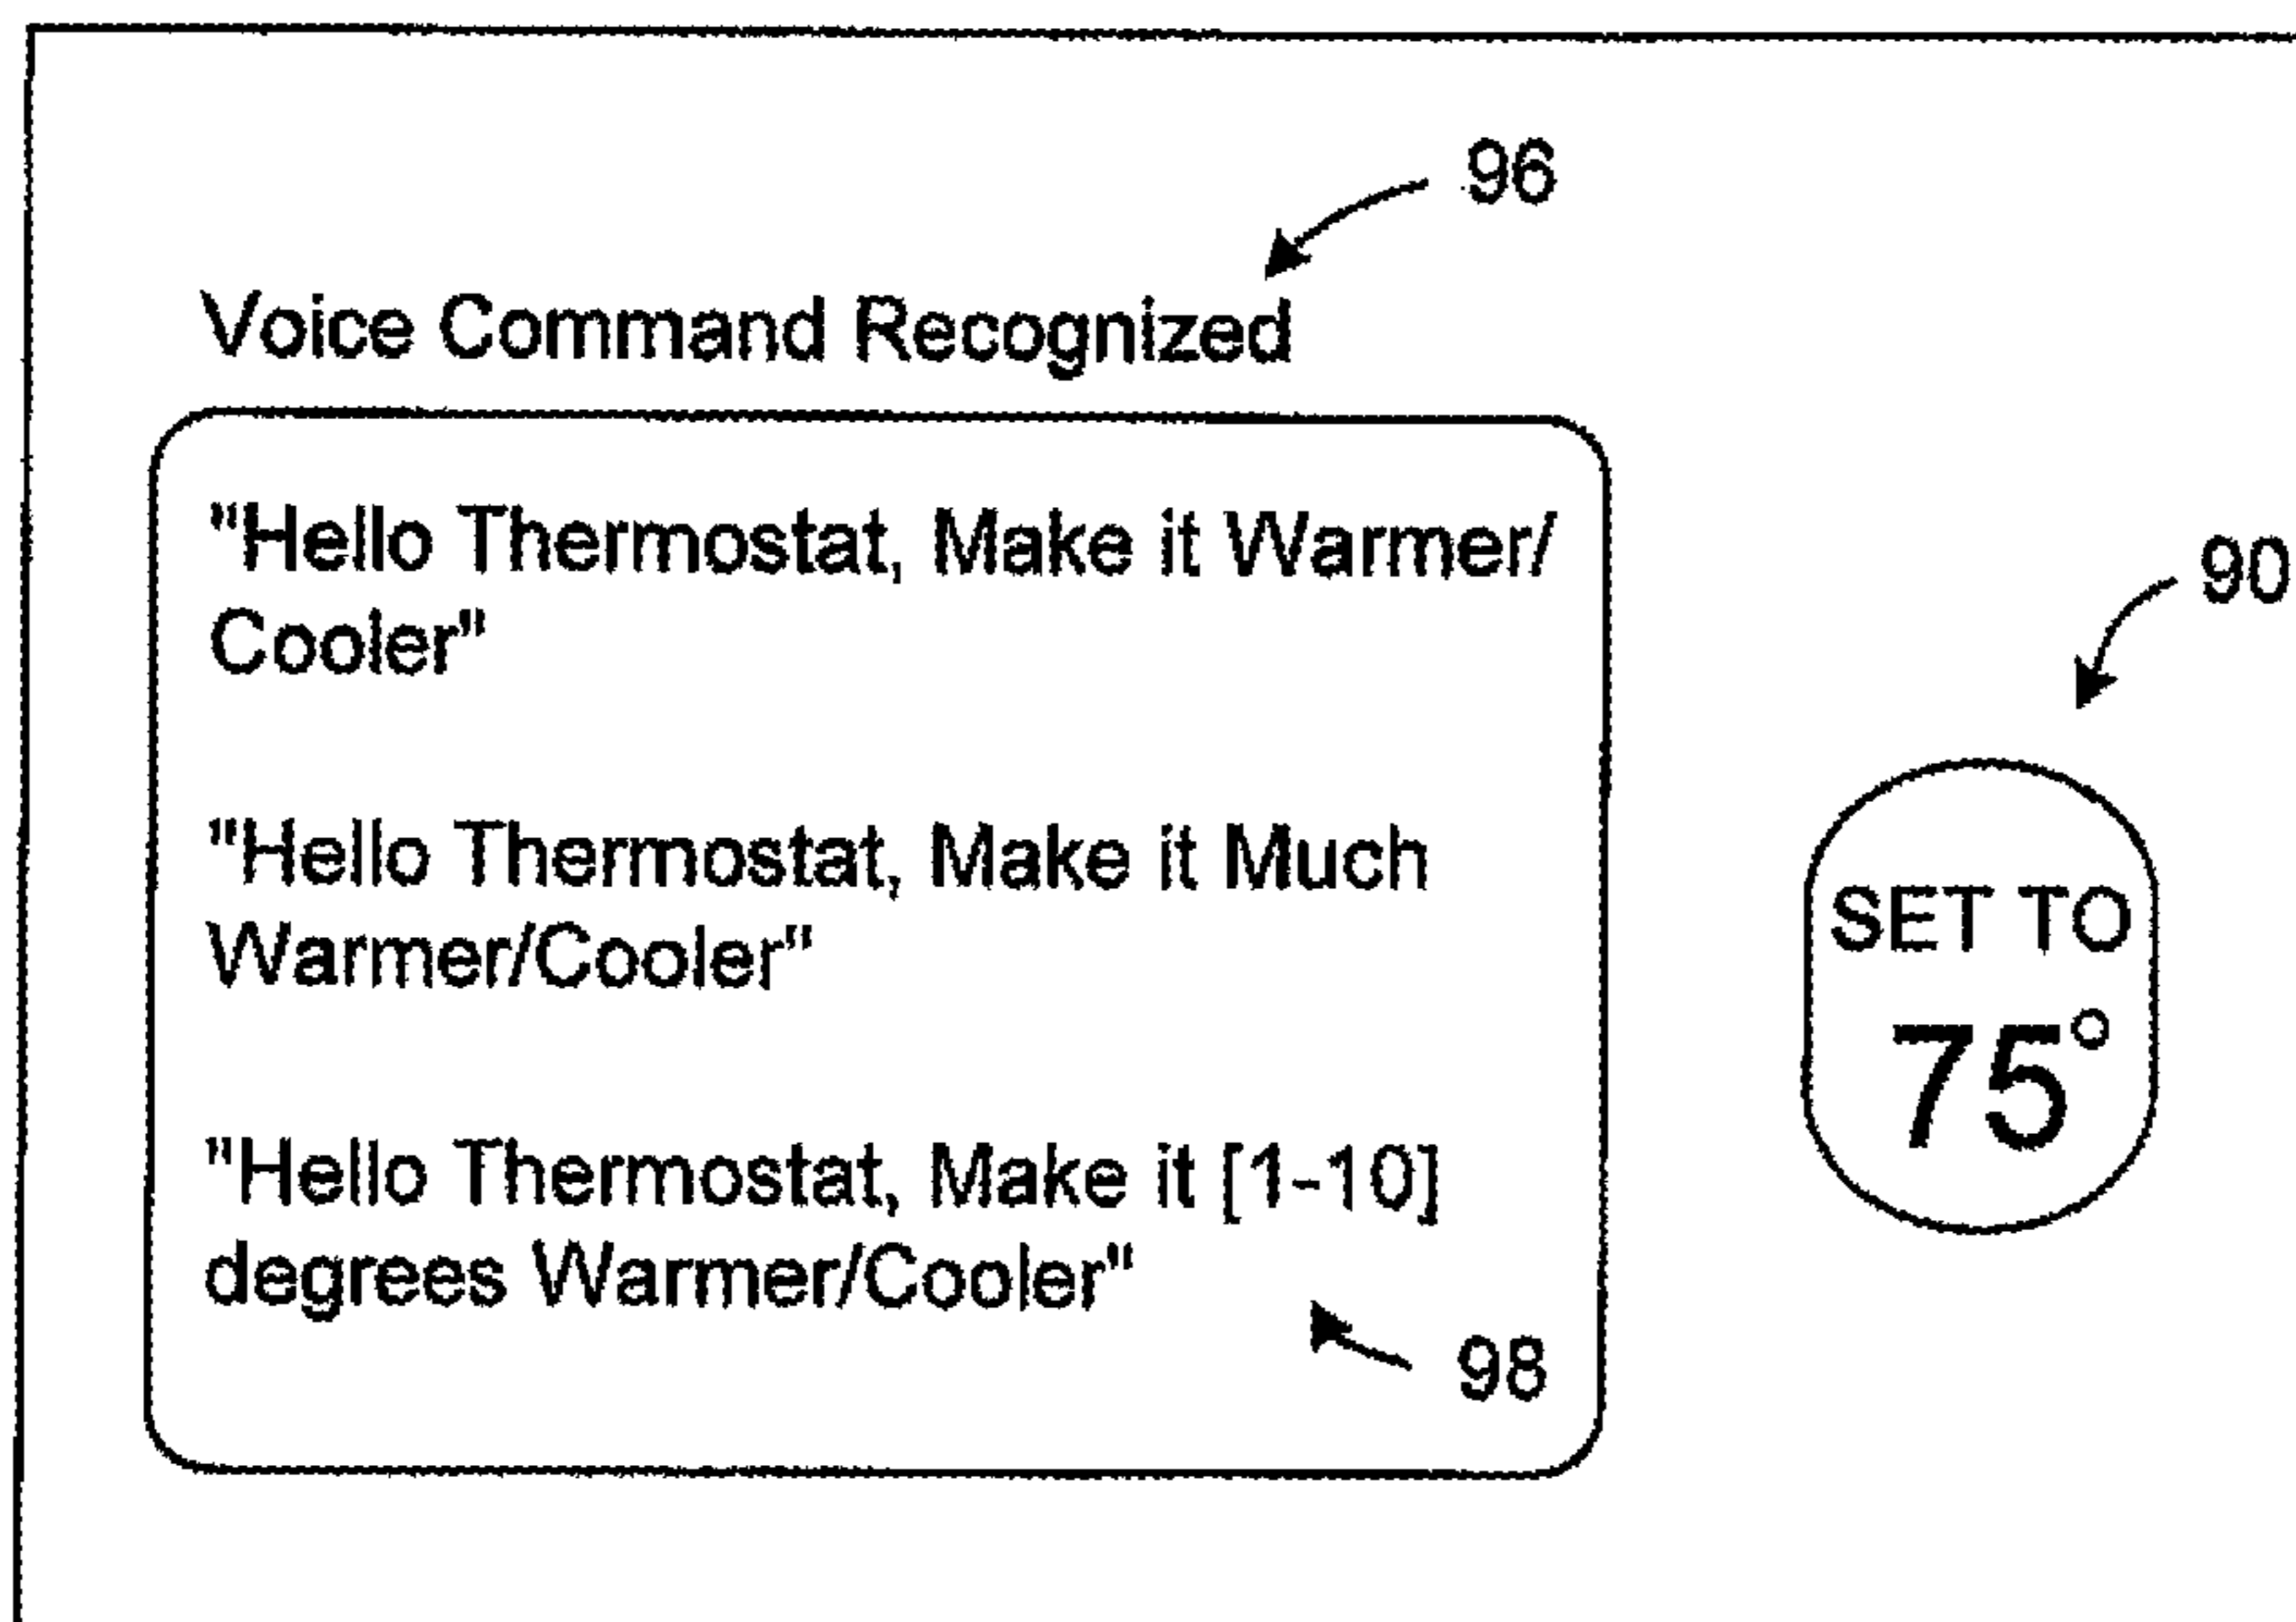 96
Voice Command Recognized
"Hello Thermostat, Make it Warmer/
Cooler"
"Hello Thermostat, Make it Much
Warmer/Cooler"
"Hello Thermostat, Make it [1-10]
degrees Warmer/Cooler"
98
90
SET TO
75°